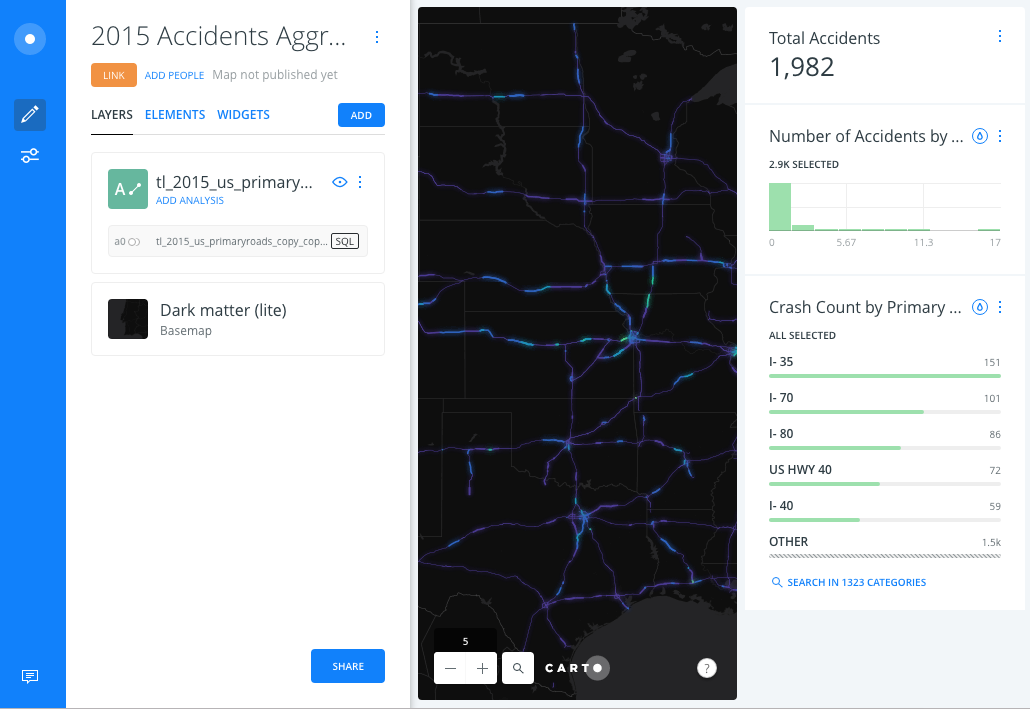 2015 Accidents Aggr...
LINK ADD PEOPLE Map not published yet
LAYERS ELEMENTS WIDGETS ADD
A
tl_2015_us_primary...
ADD ANALYSIS
a0 tl_2015_us_primaryroads_copy_cop... SQL
Dark matter (lite)
Basemap
SHARE
5
CARTO
?
Total Accidents
1,982
Number of Accidents by ...
2.9K SELECTED
0 5.67 11.3 17
Crash Count by Primary ...
ALL SELECTED
I- 35 151
I- 70 101
I- 80 86
US HWY 40 72
I- 40 59
OTHER 1.5k
SEARCH IN 1323 CATEGORIES